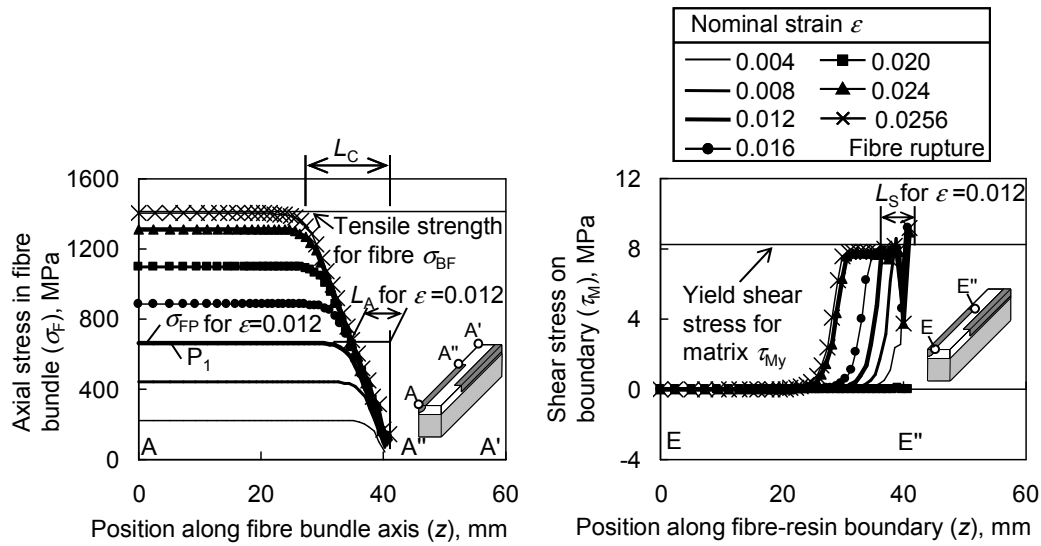 Nominal strain ε
0.004
0.020
0.008
0.024
0.012
0.0256
0.016
Fibre rupture
L_C
1600
1200
800
400
0
Axial stress in fibre
bundle (σ_F), MPa
Tensile strength
for fibre σ_BF
L_A for ε=0.012
σ_FP for ε=0.012
P_1
A'
A"
A
A
A"
A'
0
20
40
60
Position along fibre bundle axis (z), mm
12
8
4
0
-4
Shear stress on
boundary (τ_M), MPa
L_S for ε=0.012
Yield shear
stress for
matrix τ_My
E"
E
E
E"
0
20
40
60
Position along fibre-resin boundary (z), mm